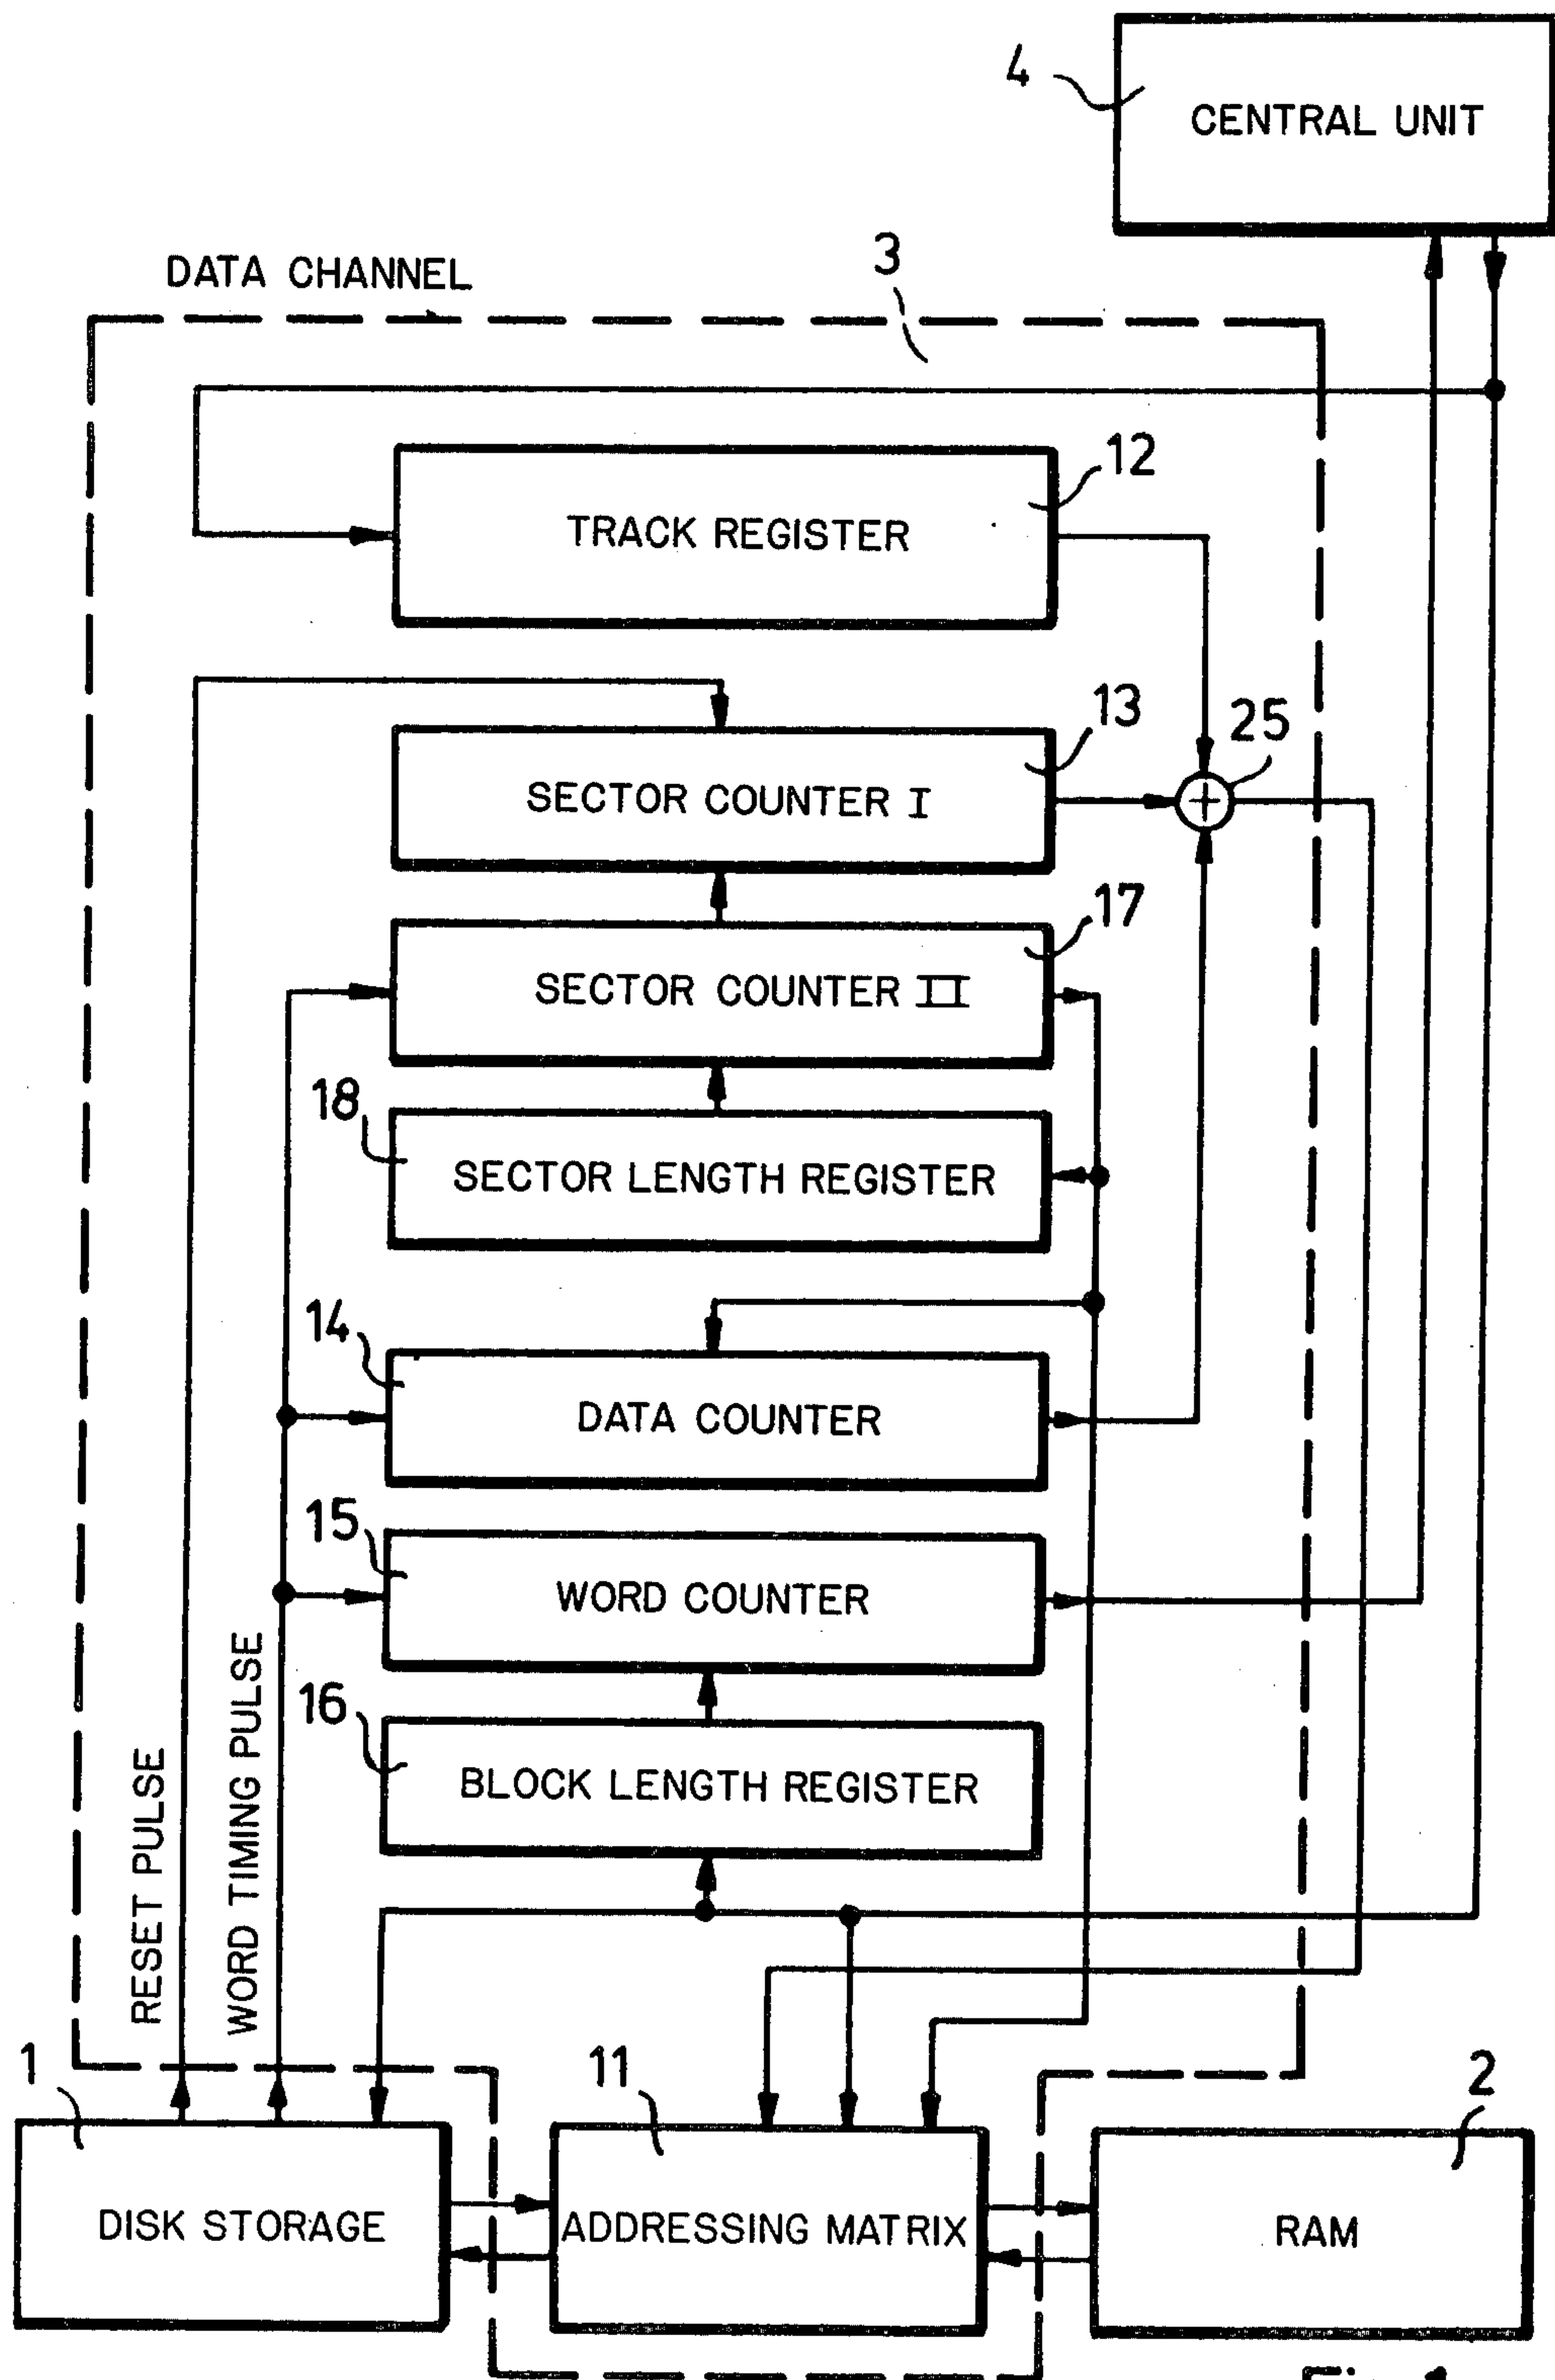 4
CENTRAL UNIT
DATA CHANNEL
3
12
TRACK REGISTER
13
25
SECTOR COUNTER I
17
SECTOR COUNTER II
18
SECTOR LENGTH REGISTER
14
DATA COUNTER
15
WORD COUNTER
16
BLOCK LENGTH REGISTER
RESET PULSE
WORD TIMING PULSE
1
11
2
DISK STORAGE
ADDRESSING MATRIX
RAM